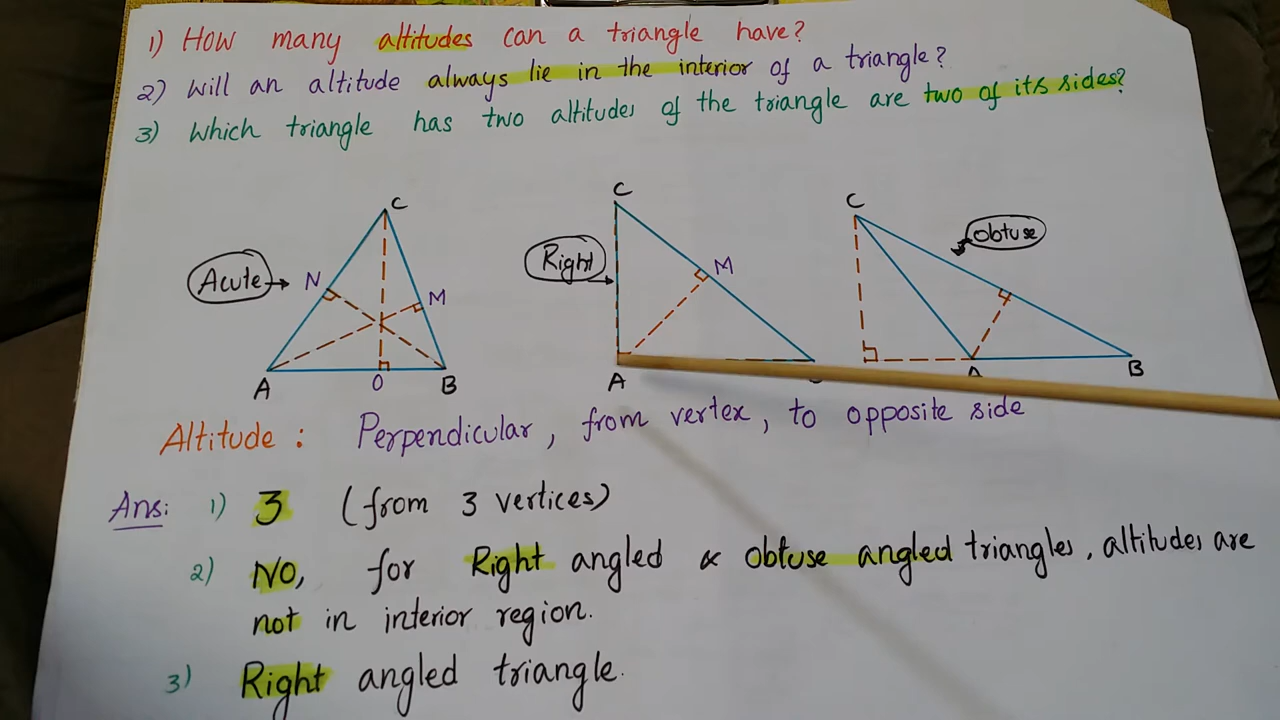 1) How many altitudes can a triangle have?
2) Will an altitude always lie in the interior of a triangle?
3) Which triangle has two altitudes of the triangle are two of its sides?
C
Acute
N
M
A
O
B
C
Right
M
A
C
Obtuse
B
Altitude: Perpendicular, from vertex, to opposite side
Ans: 1) 3 (from 3 vertices)
2) NO, for Right angled & obtuse angled triangles, altitudes are
not in interior region.
3) Right angled triangle.